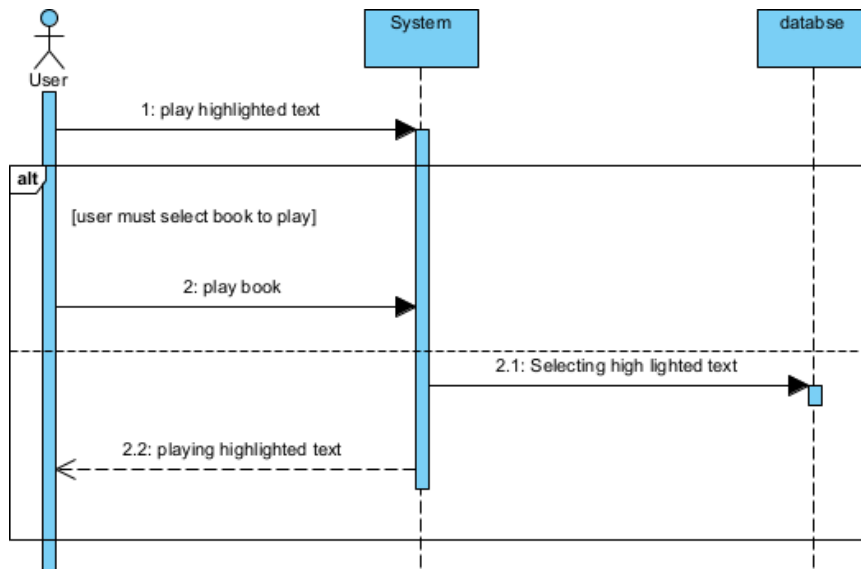 System
databse
User
1: play highlighted text
alt
[user must select book to play]
2: play book
2.1: Selecting high lighted text
2.2: playing highlighted text